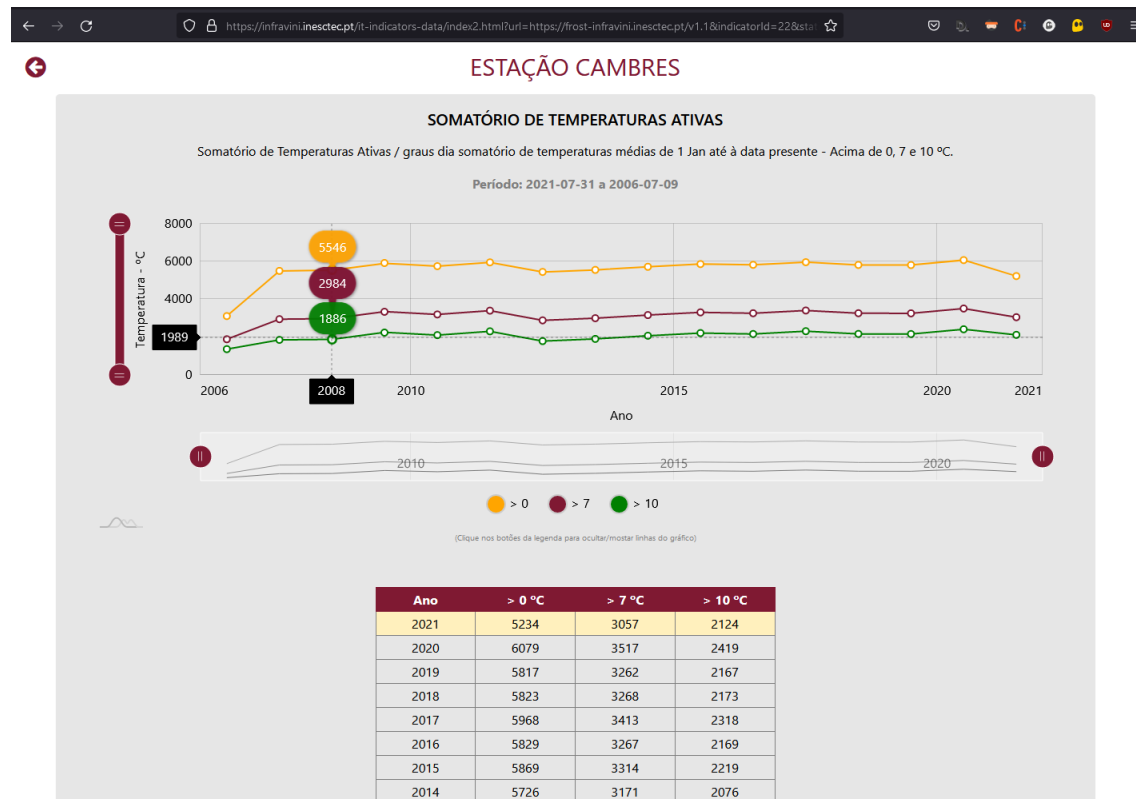 https://infravini.inesctec.pt/it-indicators-data/index2.html?url=https://frost-infravini.inesctec.pt/v1.1&indicatorId=22&sta
ESTAÇÃO CAMBRES
SOMATÓRIO DE TEMPERATURAS ATIVAS
Somatório de Temperaturas Ativas / graus dia somatório de temperaturas médias de 1 Jan até à data presente - Acima de 0, 7 e 10 ºC.
Período: 2021-07-31 a 2006-07-09
Temperatura - ºC
8000
6000
4000
1989
0
5546
2984
1886
2006 2008 2010 2015 2020 2021
Ano
2010 2015 2020
> 0 > 7 > 10
(Clique nos botões da legenda para ocultar/mostar linhas do gráfico)
Ano > 0 ºC > 7 ºC > 10 ºC
2021 5234 3057 2124
2020 6079 3517 2419
2019 5817 3262 2167
2018 5823 3268 2173
2017 5968 3413 2318
2016 5829 3267 2169
2015 5869 3314 2219
2014 5726 3171 2076